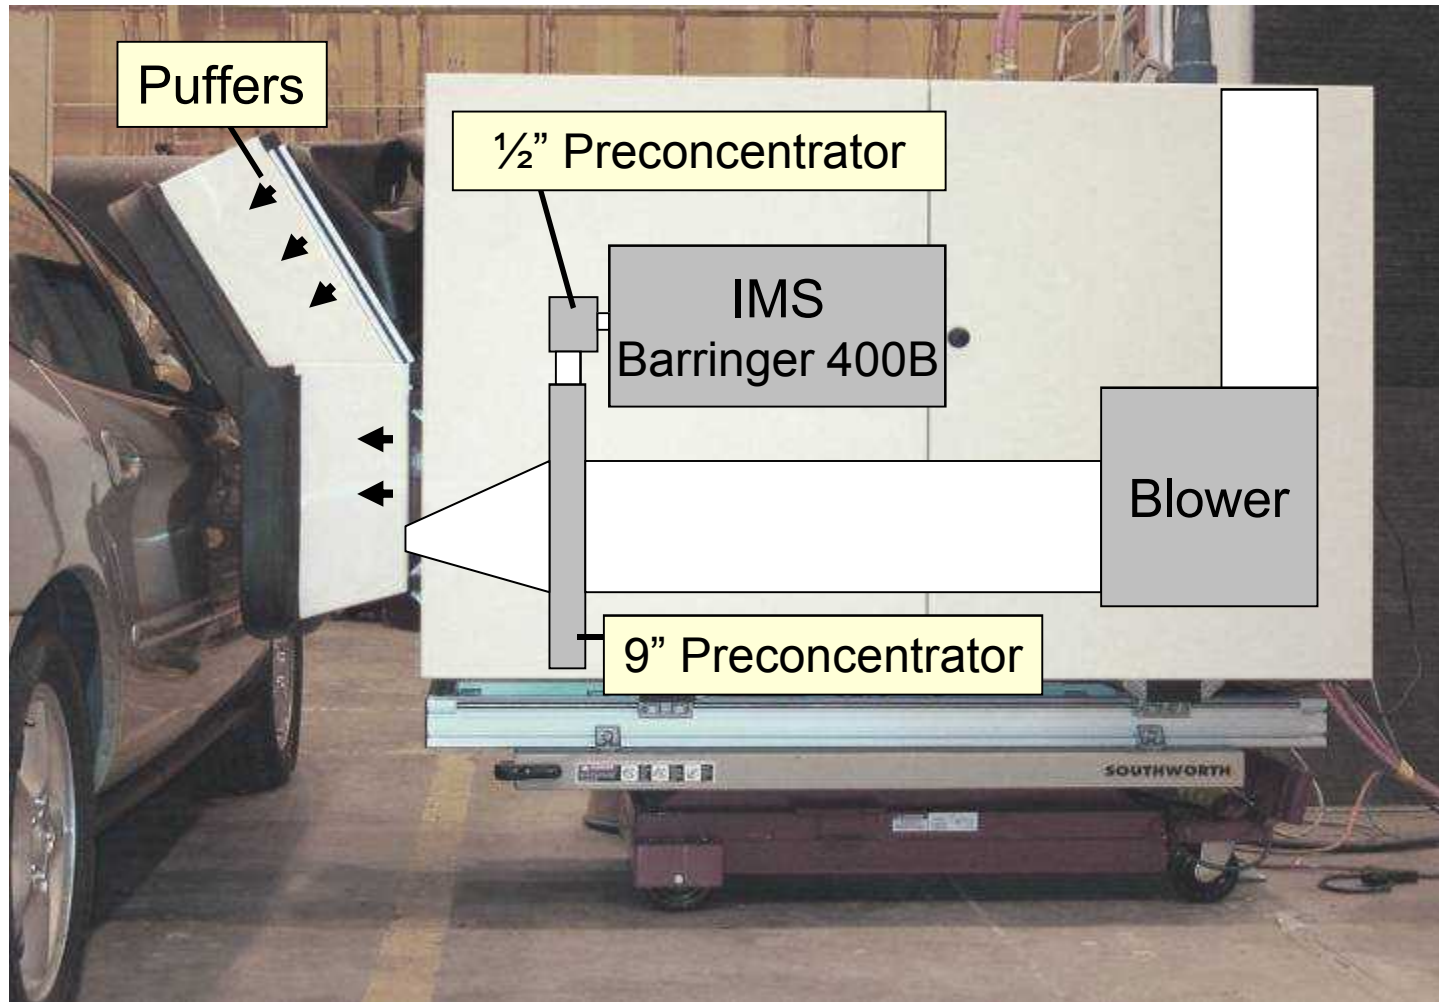 Puffers
½” Preconcentrator
IMS
Barringer 400B
Blower
9” Preconcentrator
SOUTHWORTH